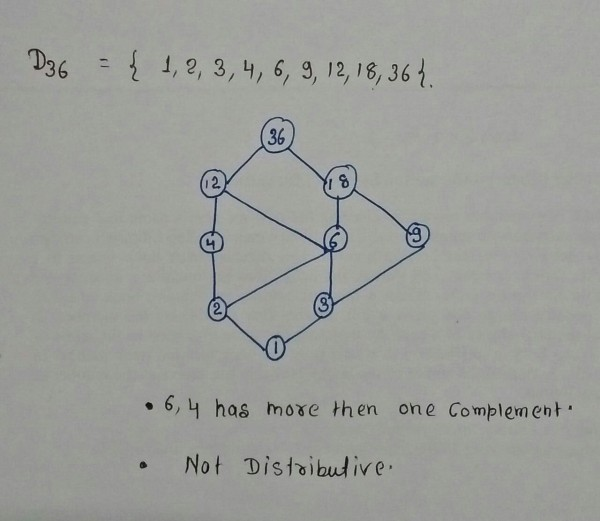 D36 = { 1, 2, 3, 4, 6, 9, 12, 18, 36 }.
36
12 18
4 6 9
2 3
1
• 6, 4 has more then one Complement.
• Not Distributive.